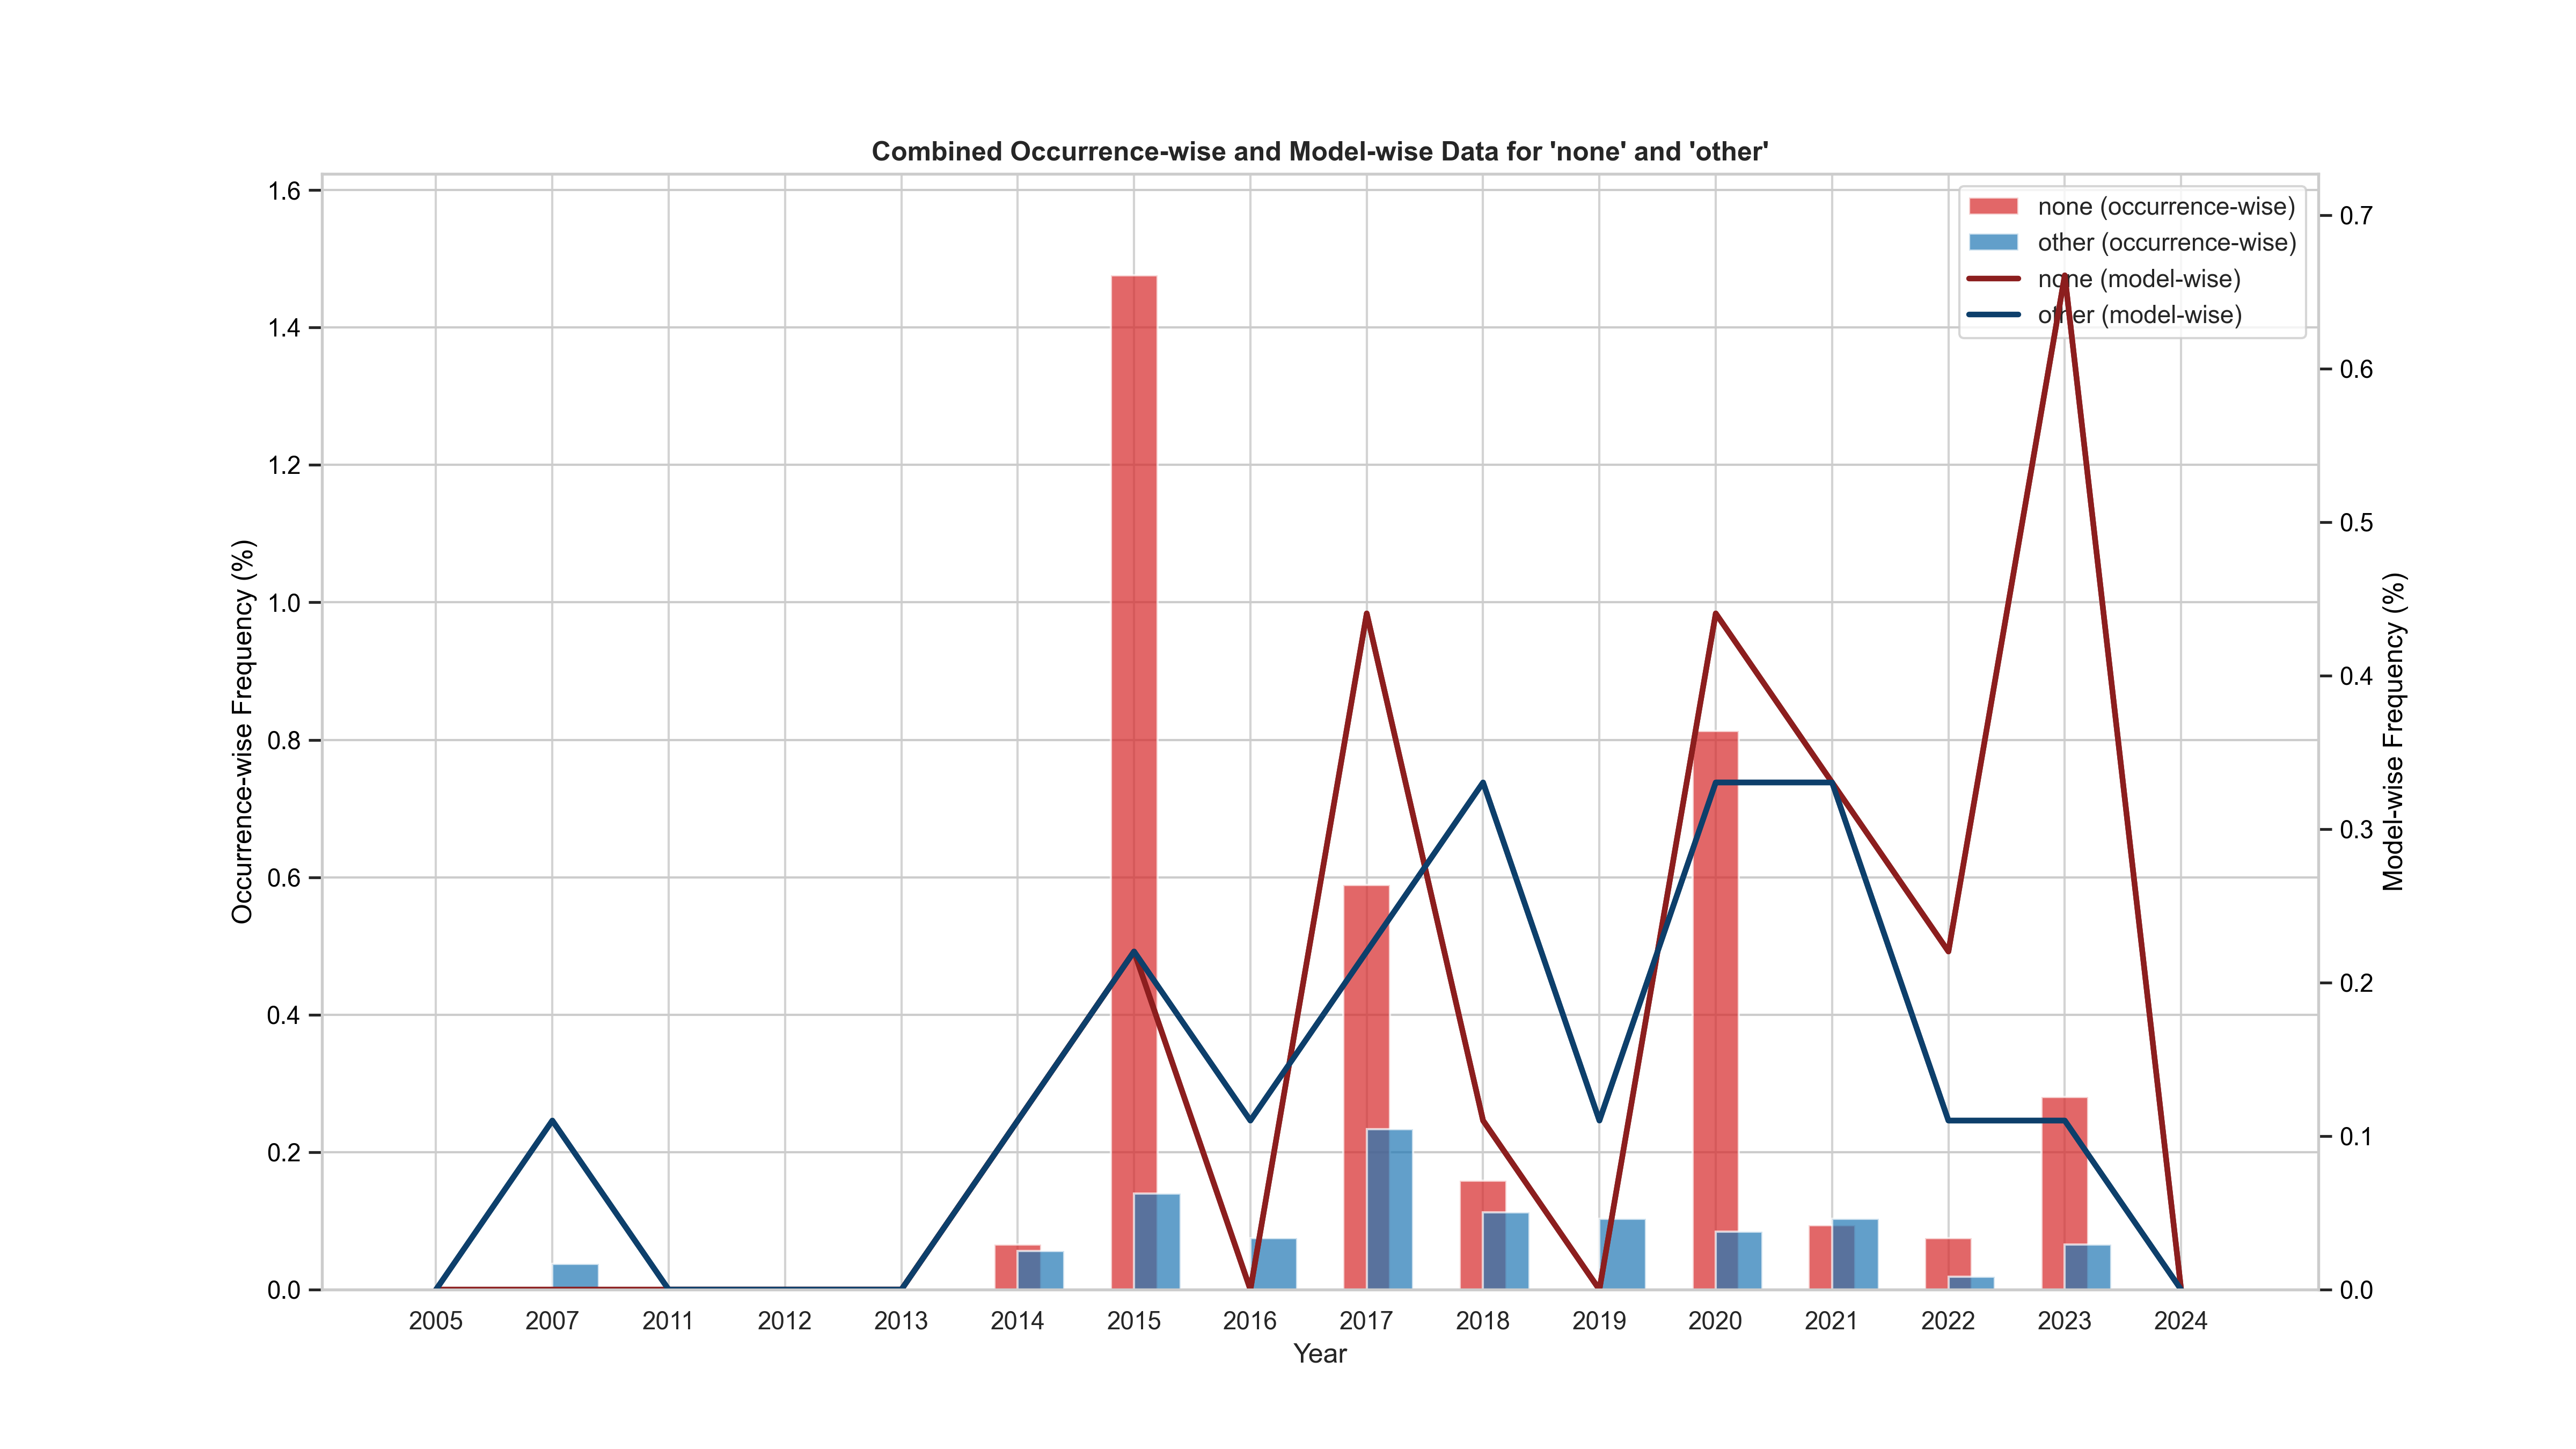 Combined Occurrence-wise and Model-wise Data for 'none' and 'other'
none (occurrence-wise)
other (occurrence-wise)
none (model-wise)
other (model-wise)
Occurrence-wise Frequency (%)
1.6
1.4
1.2
1.0
0.8
0.6
0.4
0.2
0.0
0.7
0.6
0.5
0.4
0.3
0.2
0.1
0.0
Model-wise Frequency (%)
2005 2007 2011 2012 2013 2014 2015 2016 2017 2018 2019 2020 2021 2022 2023 2024
Year